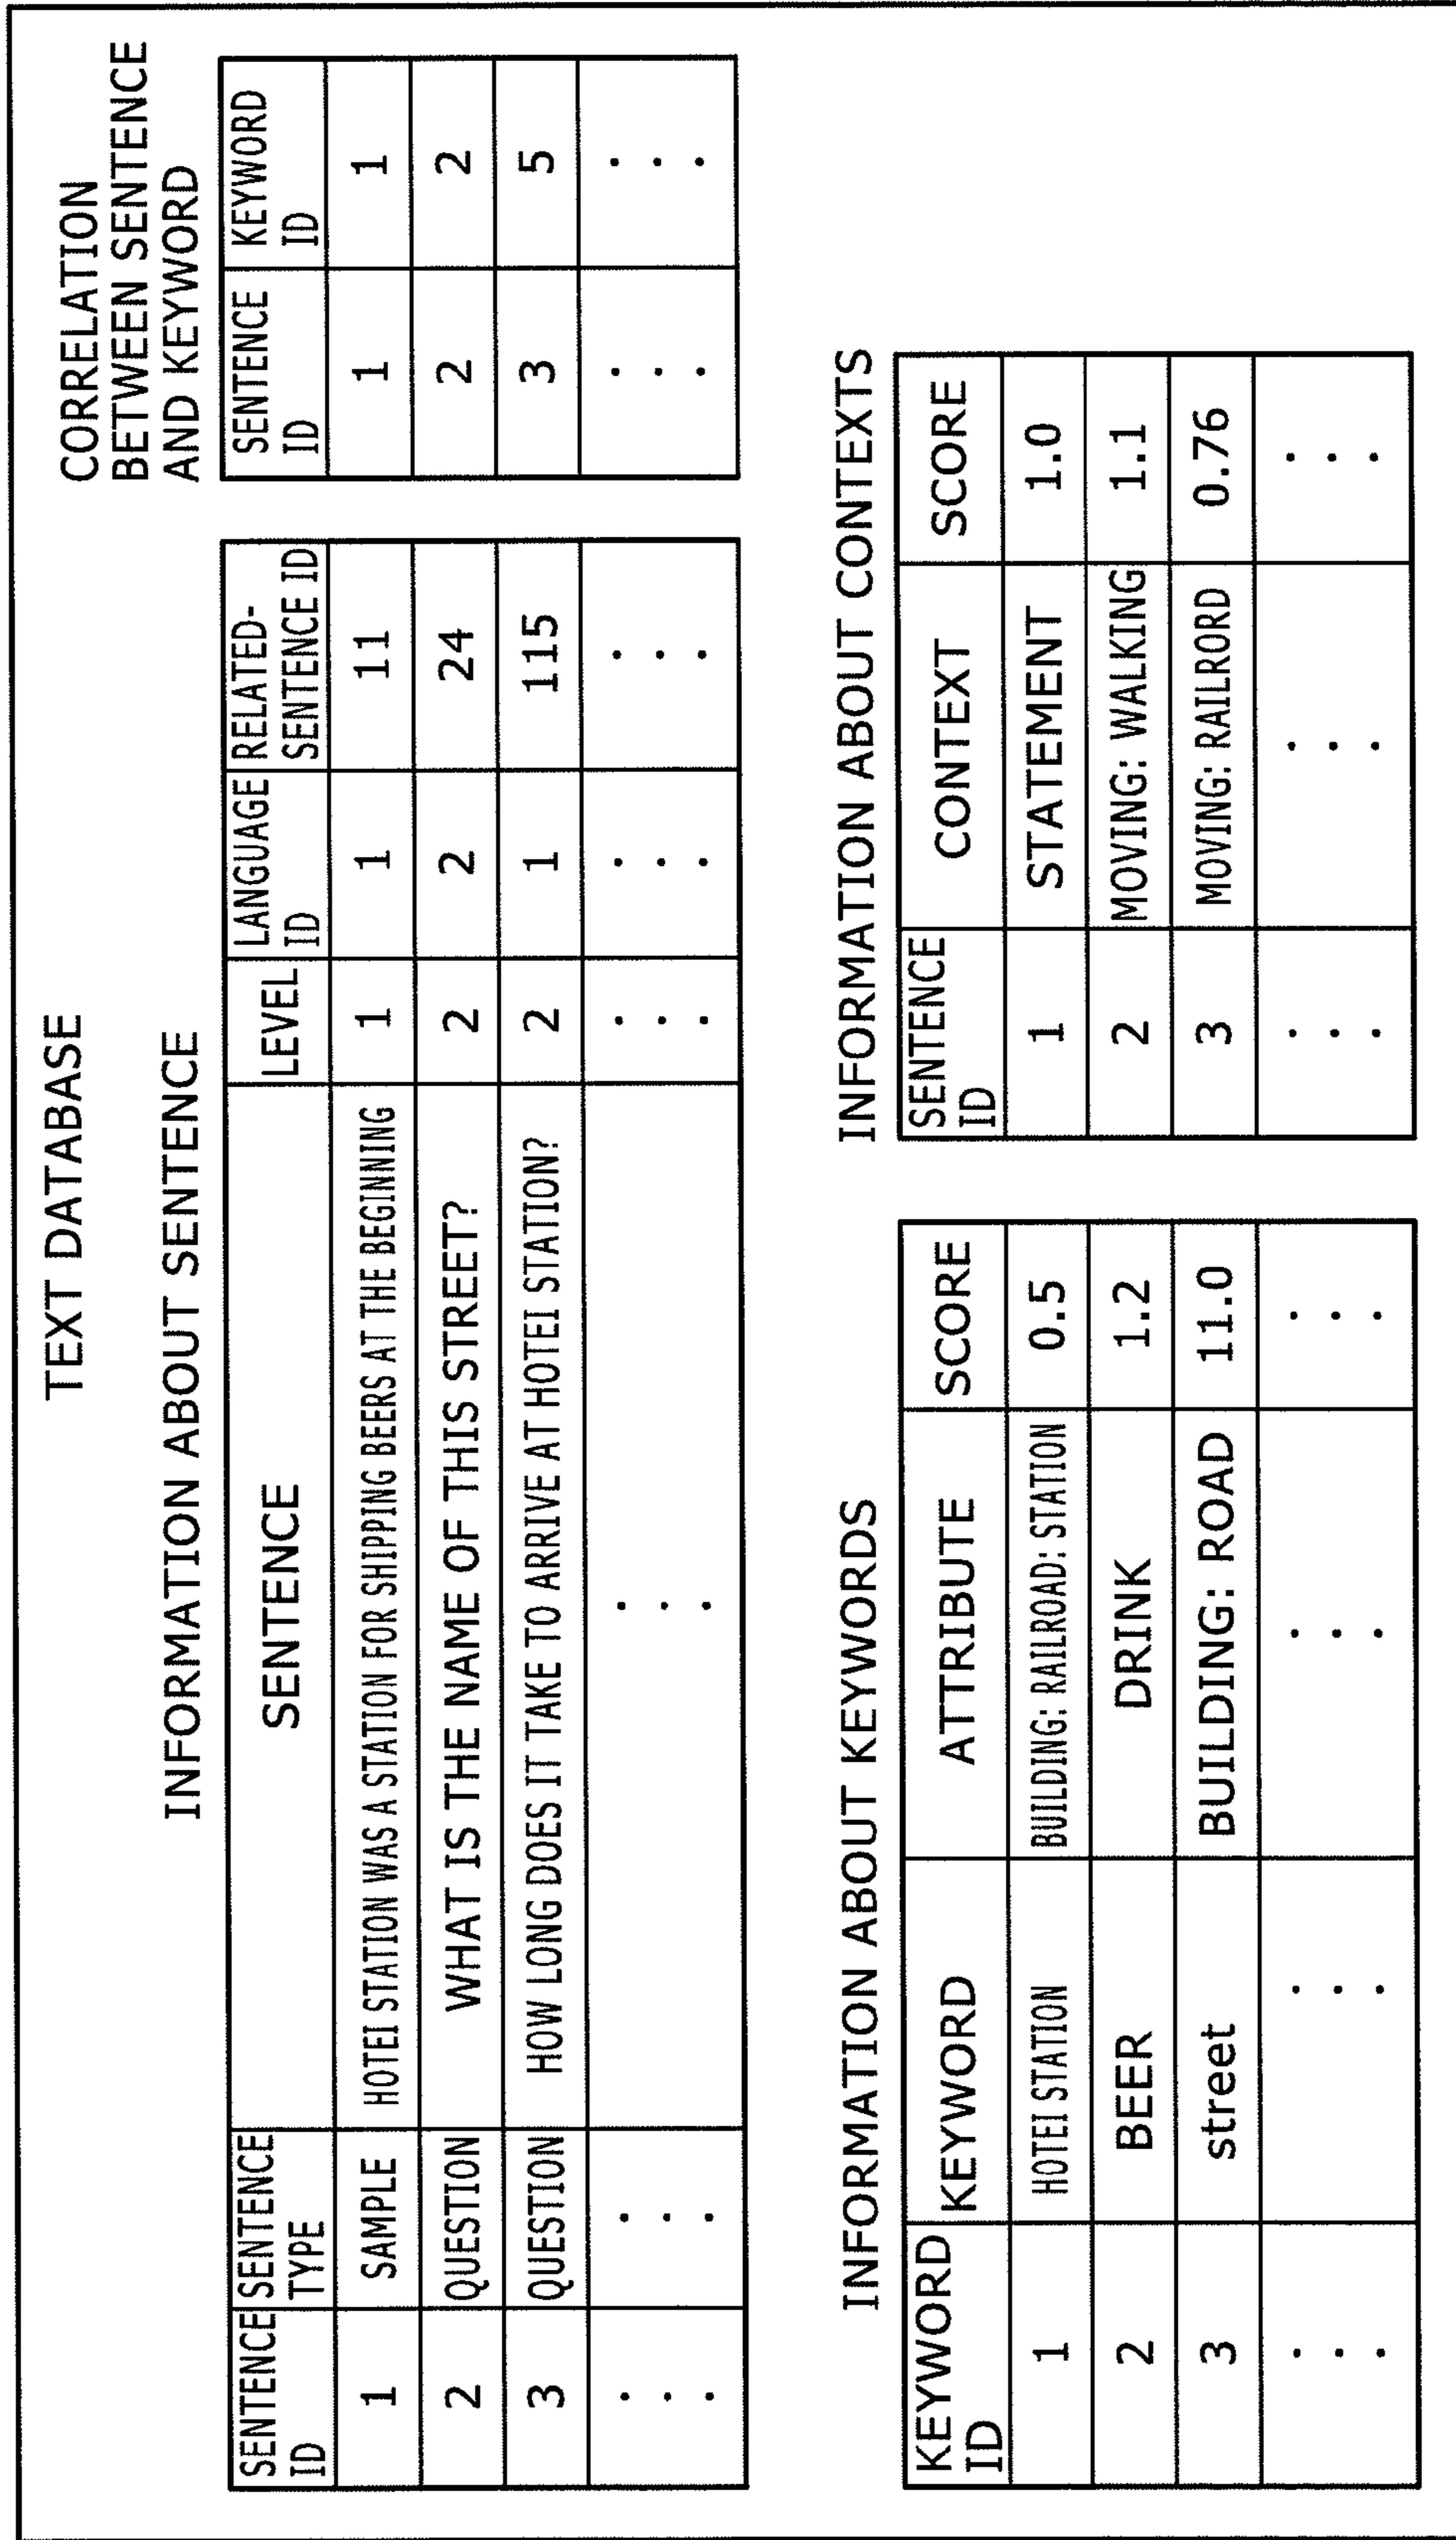 TEXT DATABASE
INFORMATION ABOUT SENTENCE
SENTENCE ID SENTENCE TYPE SENTENCE LEVEL LANGUAGE ID RELATED-SENTENCE ID
1 SAMPLE HOTEI STATION WAS A STATION FOR SHIPPING BEERS AT THE BEGINNING 1 1 11
2 QUESTION WHAT IS THE NAME OF THIS STREET? 2 2 24
3 QUESTION HOW LONG DOES IT TAKE TO ARRIVE AT HOTEI STATION? 2 1 115
... ... ... ... ... ...
CORRELATION
BETWEEN SENTENCE
AND KEYWORD
SENTENCE ID KEYWORD ID
1 1
2 2
3 5
... ...
INFORMATION ABOUT KEYWORDS
KEYWORD ID KEYWORD ATTRIBUTE SCORE
1 HOTEI STATION BUILDING: RAILROAD: STATION 0.5
2 BEER DRINK 1.2
3 street BUILDING: ROAD 11.0
... ... ... ...
INFORMATION ABOUT CONTEXTS
SENTENCE ID CONTEXT SCORE
1 STATEMENT 1.0
2 MOVING: WALKING 1.1
3 MOVING: RAILRORD 0.76
... ... ...